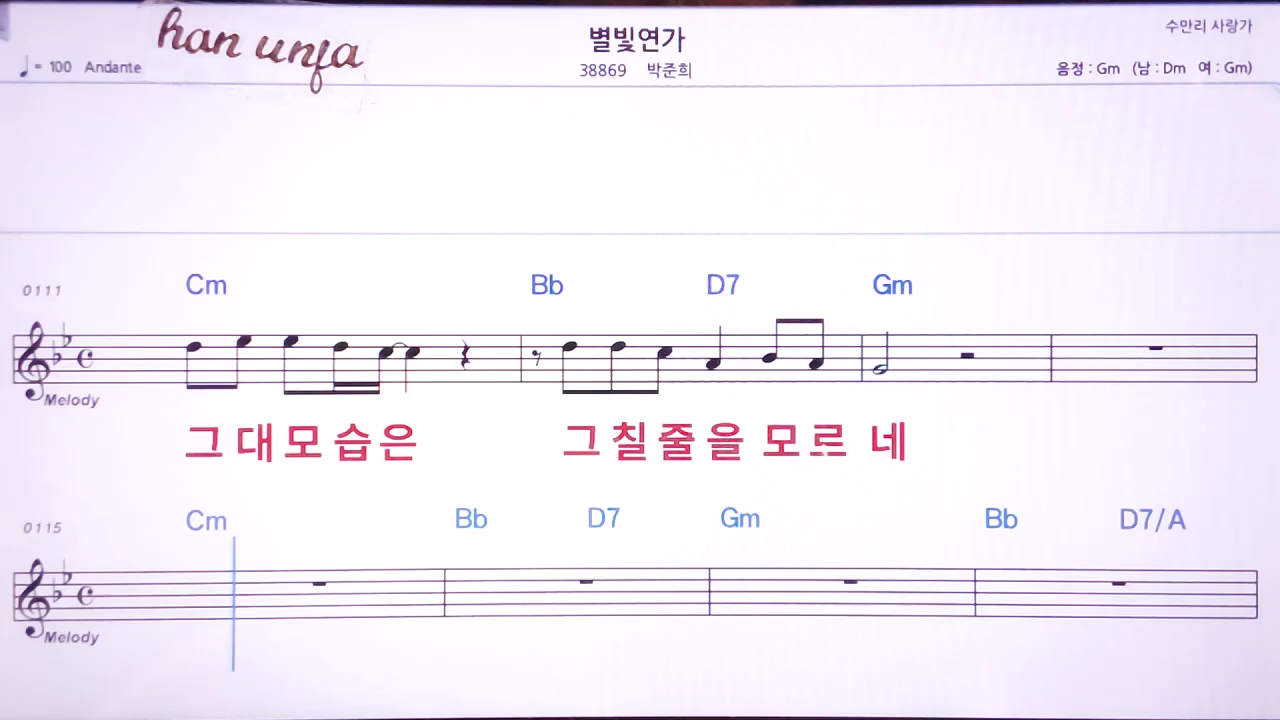 han unfa
별빛연가
수만리 사랑가
♩= 100 Andante
38869 박준희
음정 : Gm (남 : Dm 여 : Gm)
0111 Cm Bb D7 Gm
Melody
그대모습은 그칠줄을 모르 네
0115 Cm Bb D7 Gm Bb D7/A
Melody